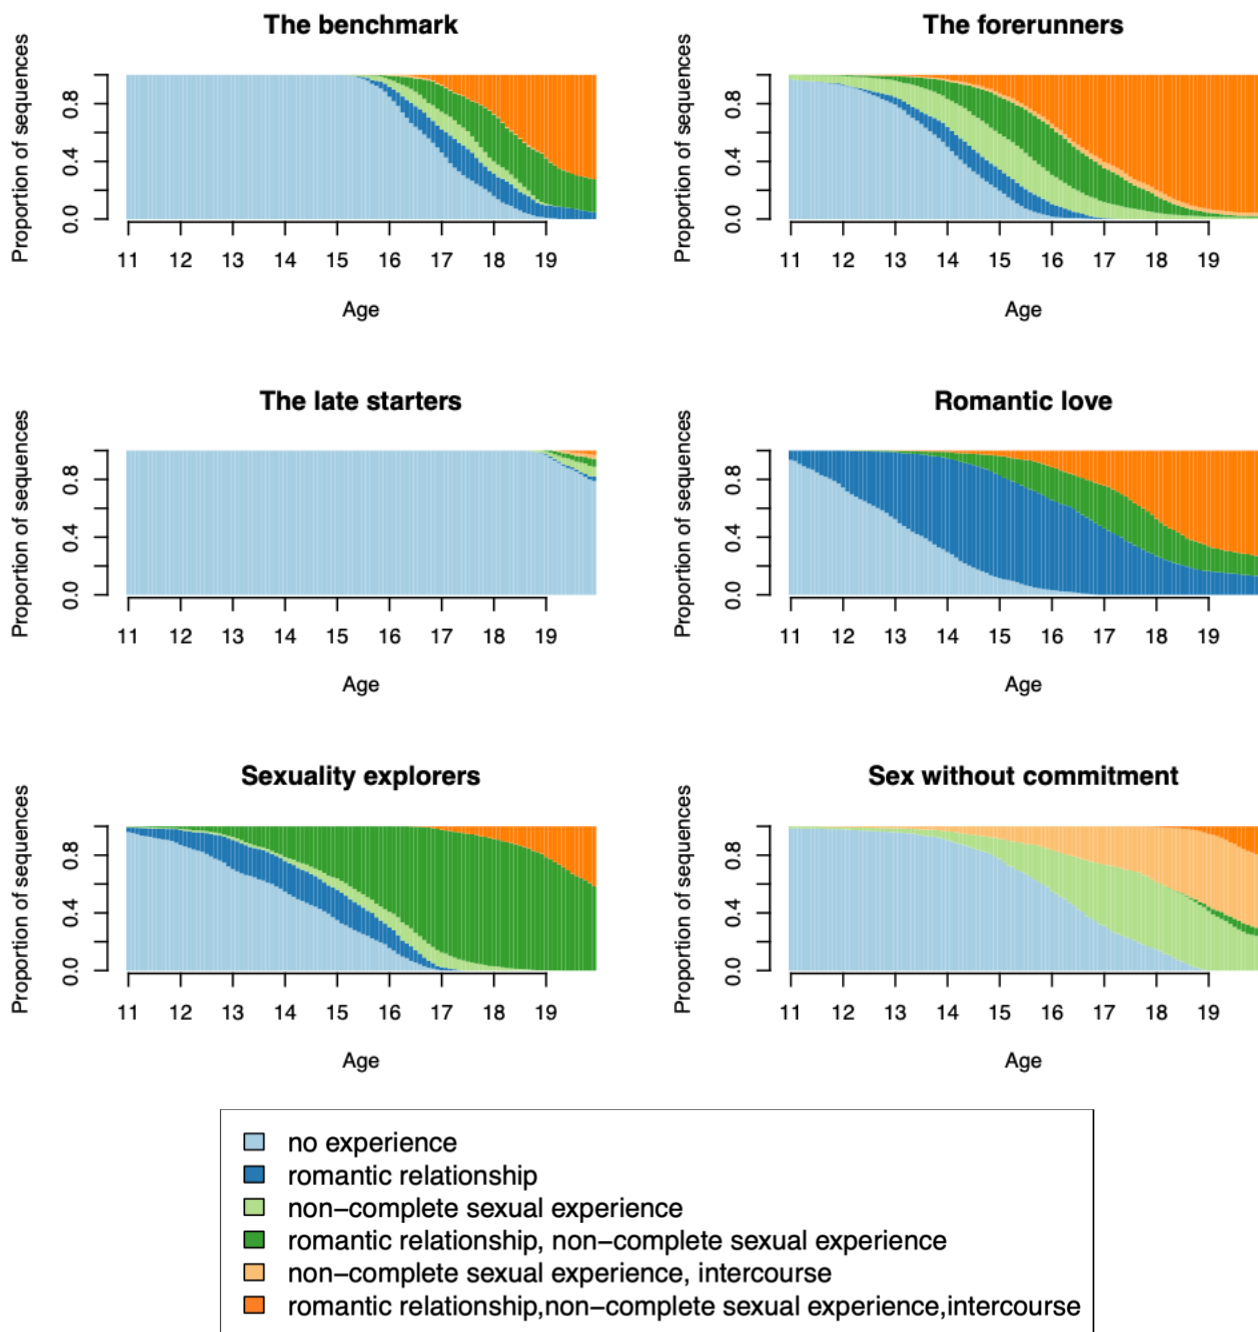 The benchmark
Proportion of sequences
0.0 0.4 0.8
11 12 13 14 15 16 17 18 19
Age
The forerunners
Proportion of sequences
0.0 0.4 0.8
11 12 13 14 15 16 17 18 19
Age
The late starters
Proportion of sequences
0.0 0.4 0.8
11 12 13 14 15 16 17 18 19
Age
Romantic love
Proportion of sequences
0.0 0.4 0.8
11 12 13 14 15 16 17 18 19
Age
Sexuality explorers
Proportion of sequences
0.0 0.4 0.8
11 12 13 14 15 16 17 18 19
Age
Sex without commitment
Proportion of sequences
0.0 0.4 0.8
11 12 13 14 15 16 17 18 19
Age
no experience
romantic relationship
non−complete sexual experience
romantic relationship, non−complete sexual experience
non−complete sexual experience, intercourse
romantic relationship,non−complete sexual experience,intercourse